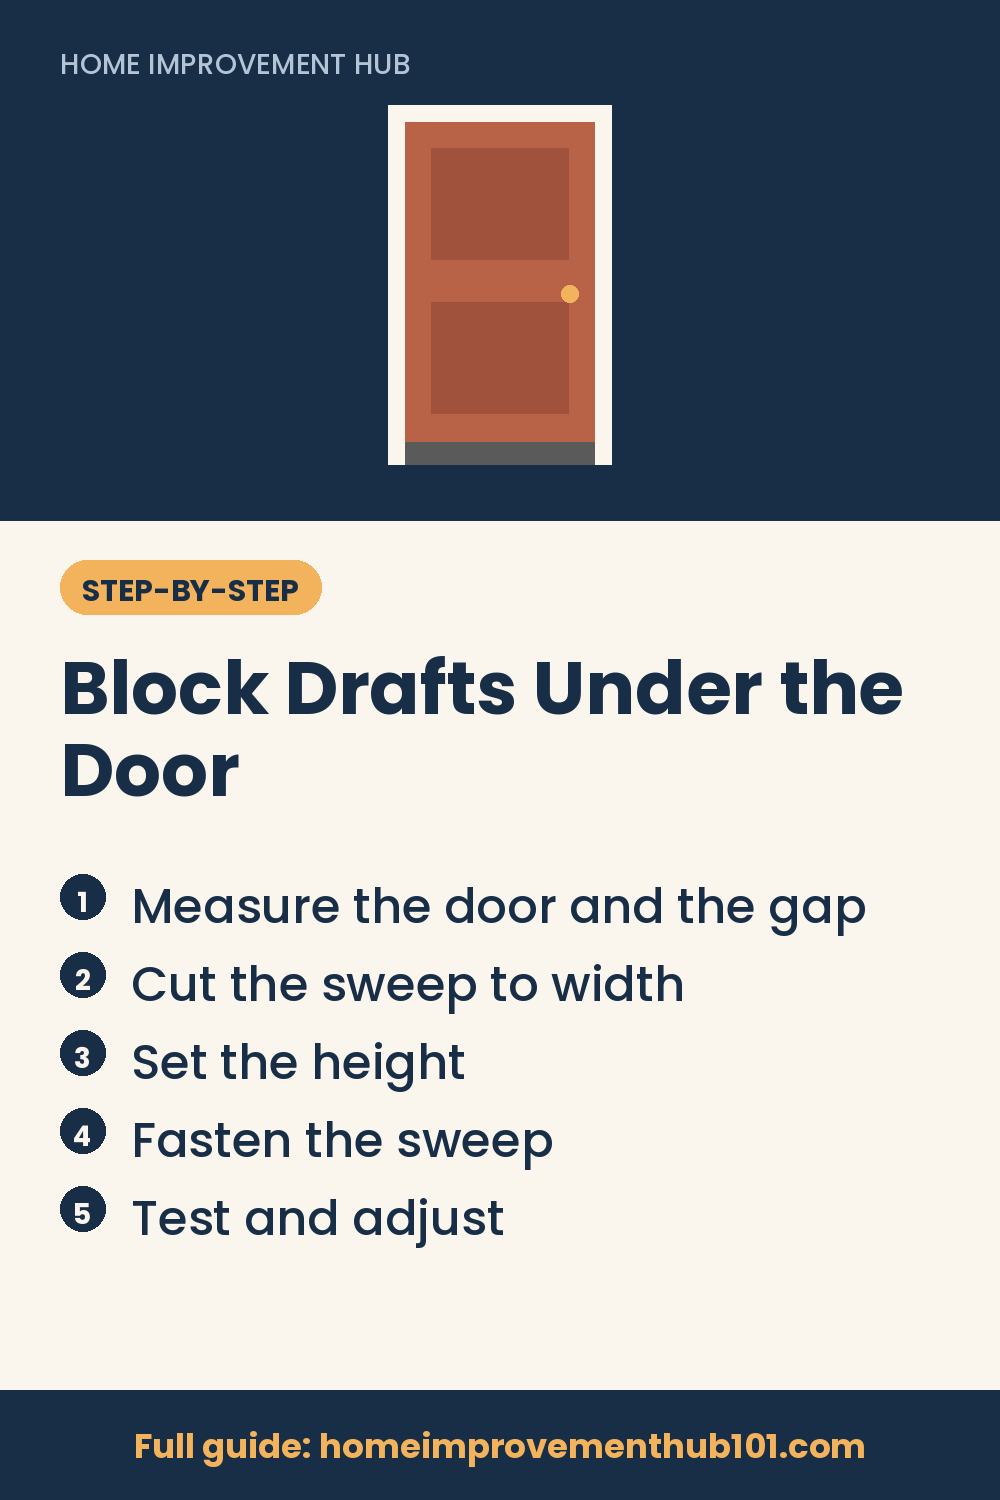 HOME IMPROVEMENT HUB
STEP-BY-STEP
Block Drafts Under the
Door
1 Measure the door and the gap
2 Cut the sweep to width
3 Set the height
4 Fasten the sweep
5 Test and adjust
Full guide: homeimprovementhub101.com